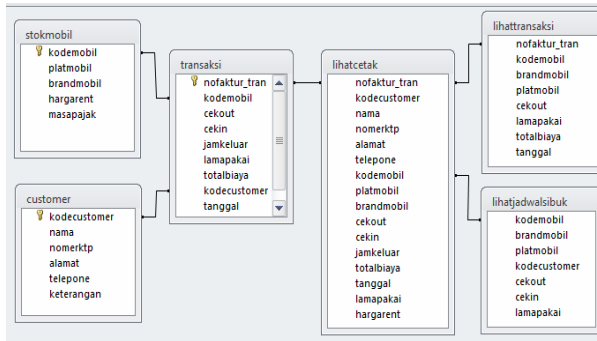 stokmobil
kodemobil
platmobil
brandmobil
hargarent
masapajak
customer
kodecustomer
nama
nomerktp
alamat
telepone
keterangan
transaksi
nofaktur_tran
kodemobil
cekout
cekin
jamkeluar
lamapakai
totalbiaya
kodecustomer
tanggal
lihatcetak
nofaktur_tran
kodecustomer
nama
nomerktp
alamat
telepone
kodemobil
platmobil
brandmobil
cekout
cekin
jamkeluar
totalbiaya
tanggal
lamapakai
hargarent
lihattransaksi
nofaktur_tran
kodemobil
brandmobil
platmobil
cekout
lamapakai
totalbiaya
tanggal
lihatjadwalsibuk
kodemobil
brandmobil
platmobil
kodecustomer
cekout
cekin
lamapakai